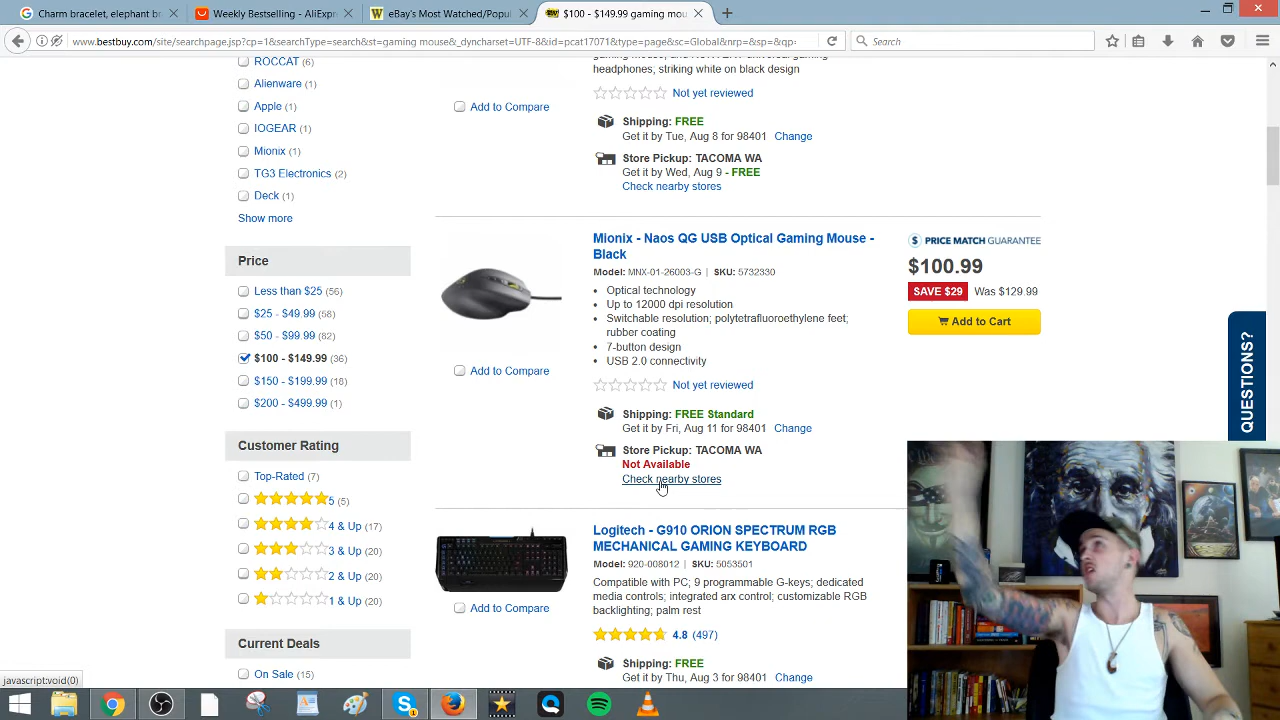 Charm bracelet, elephant b
Weekly Bestsellers - AliExpr
eBay's Most Watched/Popu
$100 - $149.99 gaming mou
www.bestbuy.com/site/searchpage.jsp?cp=1&searchType=search&st=gaming mouse&_dyncharset=UTF-8&id=pcat17071&type=page&sc=Global&nrp=&sp=&qp=
Search
ROCCAT (6)
Alienware (1)
Apple (1)
IOGEAR (1)
Mionix (1)
TG3 Electronics (2)
Deck (1)
Show more
Price
Less than $25 (56)
$25 - $49.99 (58)
$100 - $149.99 (36)
$150 - $199.99 (18)
$200 - $499.99 (1)
Customer Rating
Top-Rated (7)
5 (5)
4 & Up (17)
3 & Up (20)
2 & Up (20)
1 & Up (20)
Current Deals
On Sale (15)
headphones; striking white on black design
Add to Compare
Not yet reviewed
Shipping: FREE
Get it by Tue, Aug 8 for 98401 Change
Store Pickup: TACOMA WA
Get it by Wed, Aug 9 - FREE
Check nearby stores
Mionix - Naos QG USB Optical Gaming Mouse -
Black
Model: MNX-01-26003-G | SKU: 5732330
• Optical technology
• Up to 12000 dpi resolution
• Switchable resolution; polytetrafluoroethylene feet;
rubber coating
• 7-button design
• USB 2.0 connectivity
Add to Compare
Not yet reviewed
Shipping: FREE Standard
Get it by Fri, Aug 11 for 98401 Change
Store Pickup: TACOMA WA
Not Available
Check nearby stores
$ PRICE MATCH GUARANTEE
$100.99
SAVE $29 Was $129.99
Add to Cart
QUESTIONS?
Logitech - G910 ORION SPECTRUM RGB
MECHANICAL GAMING KEYBOARD
Model: 920-008012 | SKU: 5053501
Compatible with PC; 9 programmable G-keys; dedicated
media controls; integrated arx control; customizable RGB
backlighting; palm rest
Add to Compare
4.8 (497)
Shipping: FREE
Get it by Thu, Aug 3 for 98401 Change
javascript:void(0)